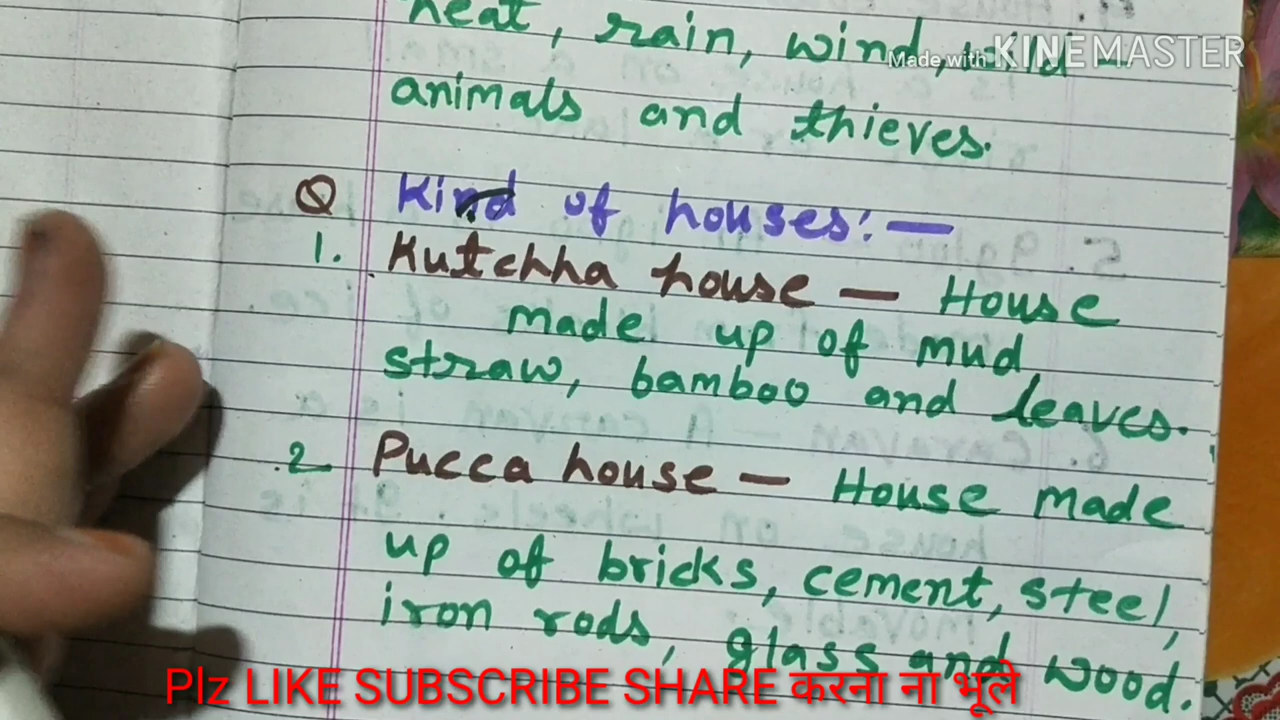 heat, rain, wind, wild -
Made with KINEMASTER
animals and thieves.
Q Kind of houses:—
1. Kutchha house — House
made up of mud,
straw, bamboo and leaves.
2 Pucca house — House made
up of bricks, cement, steel,
iron rods, glass and wood.
Plz LIKE SUBSCRIBE SHARE करना ना भूले